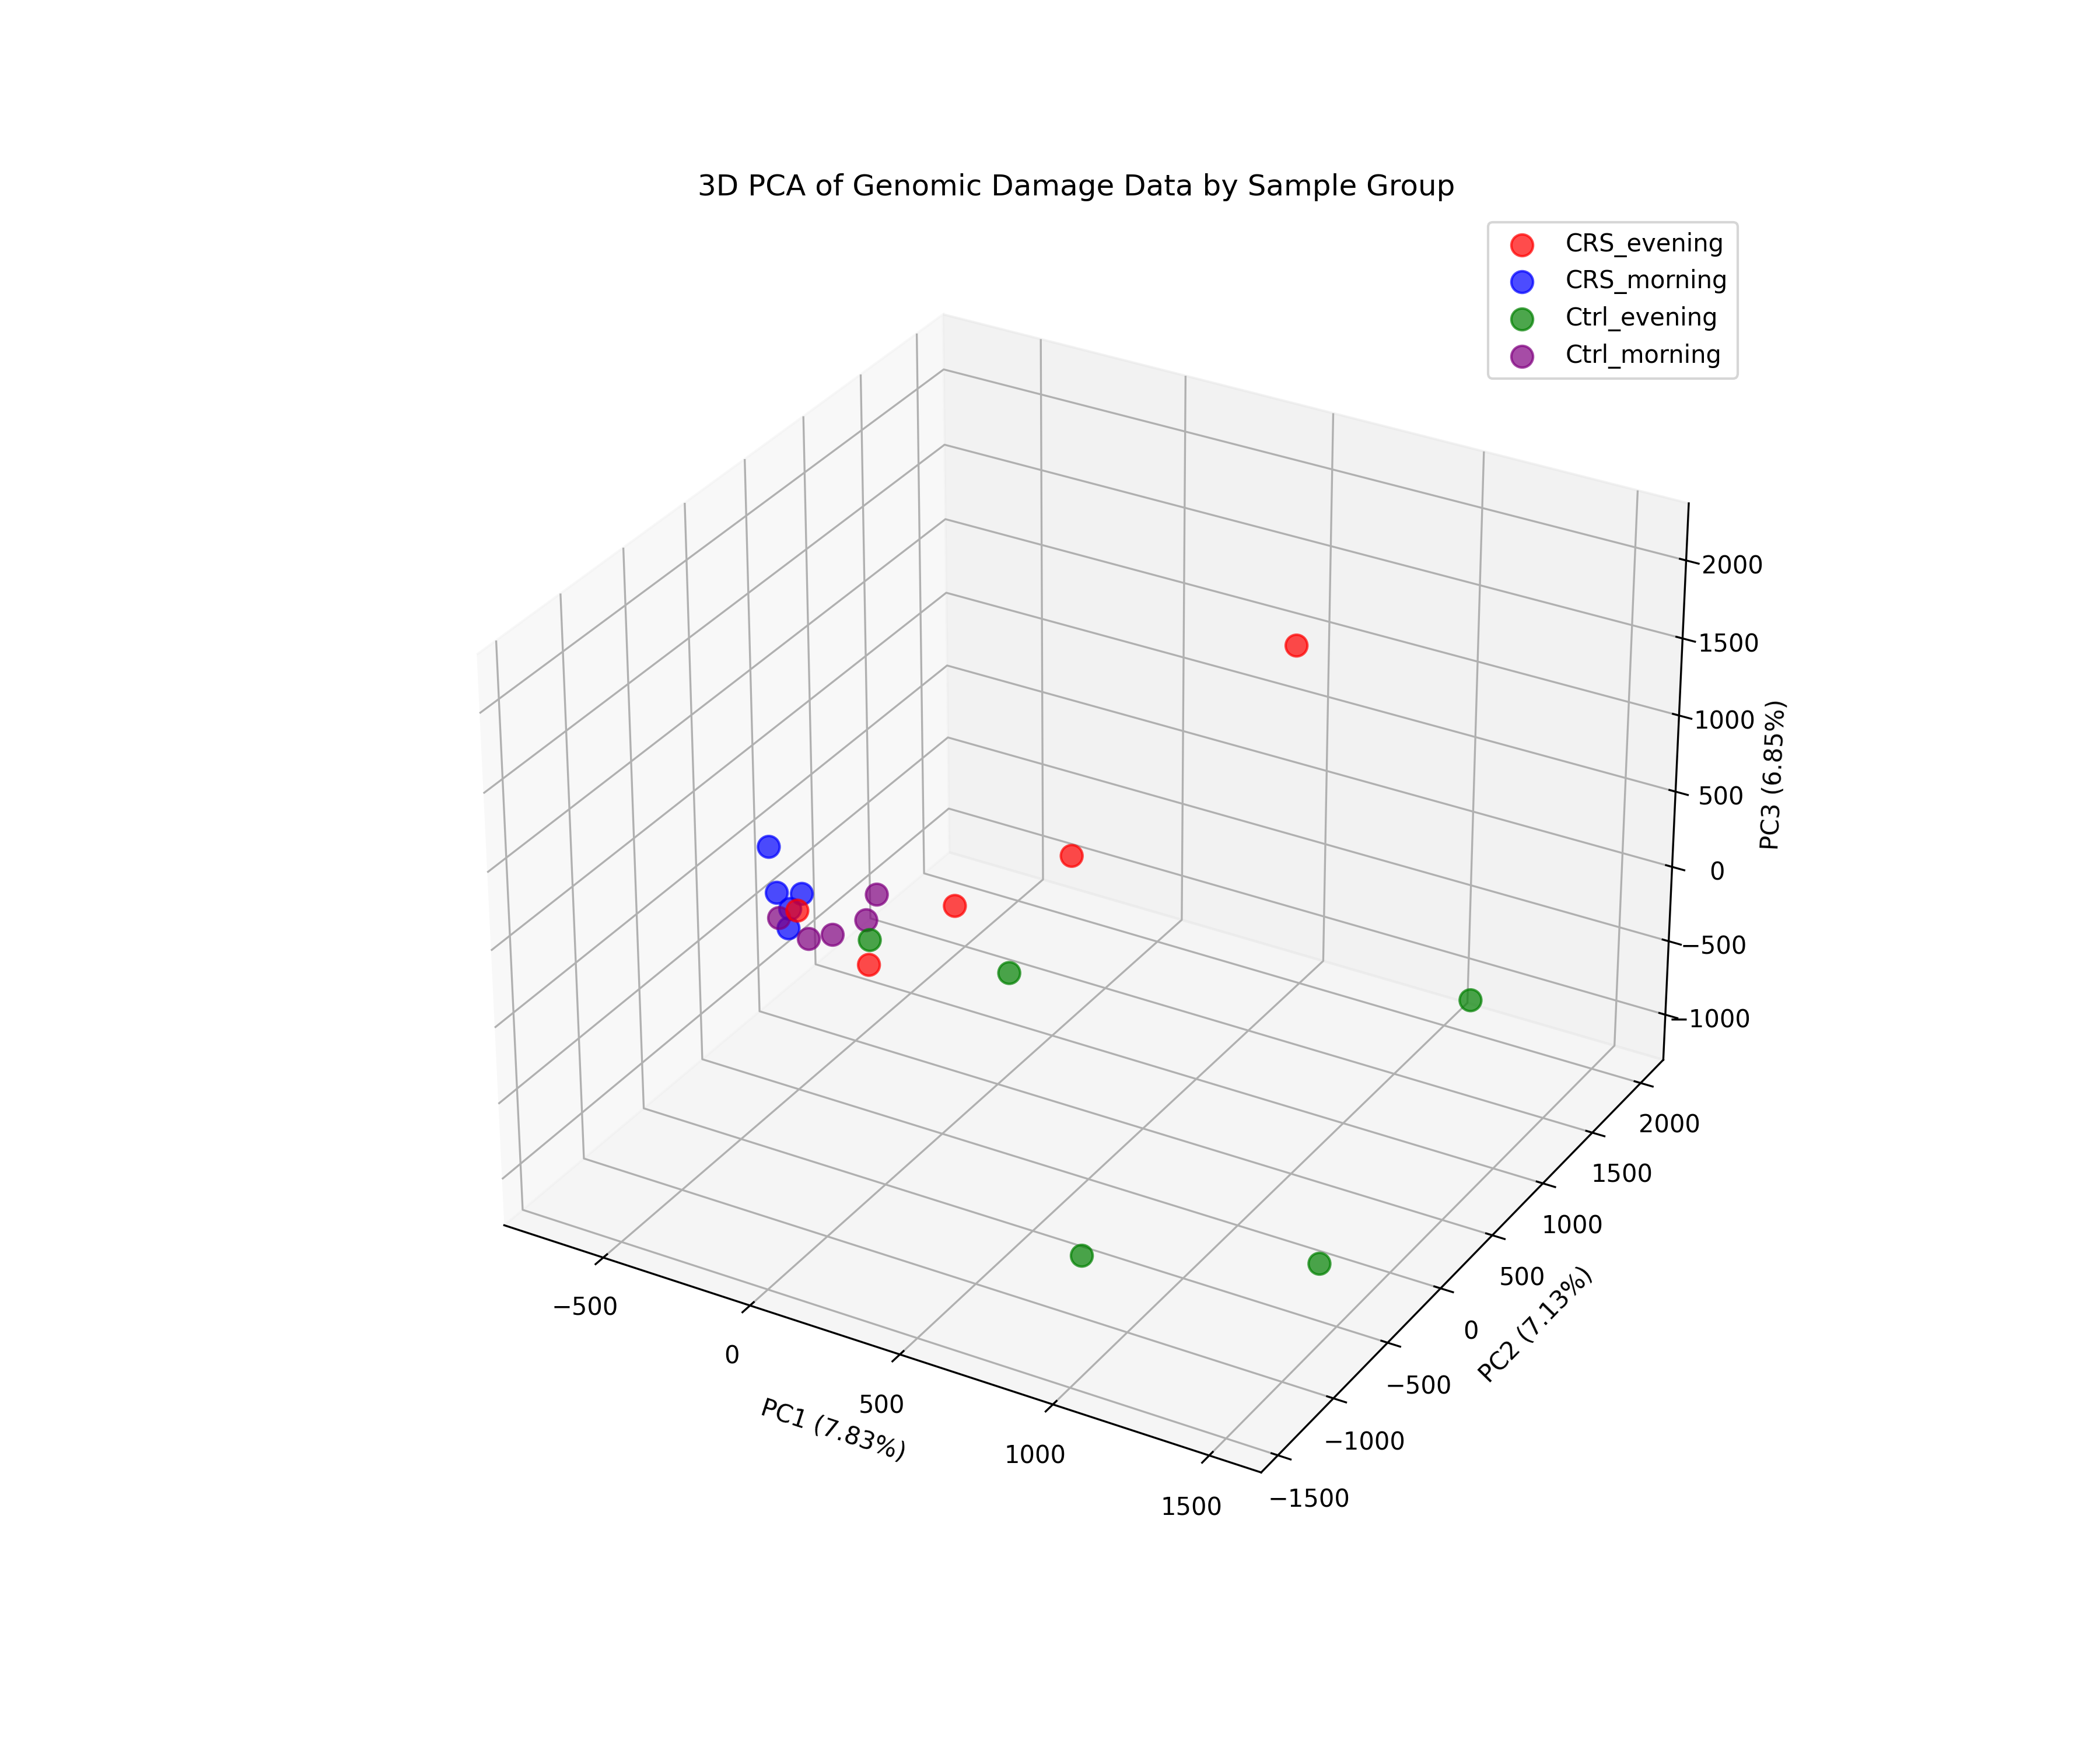 3D PCA of Genomic Damage Data by Sample Group
CRS_evening
CRS_morning
Ctrl_evening
Ctrl_morning
2000
1500
1000
500
0
−500
−1000
PC3 (6.85%)
2000
1500
1000
500
0
−500
−1000
−1500
PC2 (7.13%)
−500
0
500
1000
1500
PC1 (7.83%)